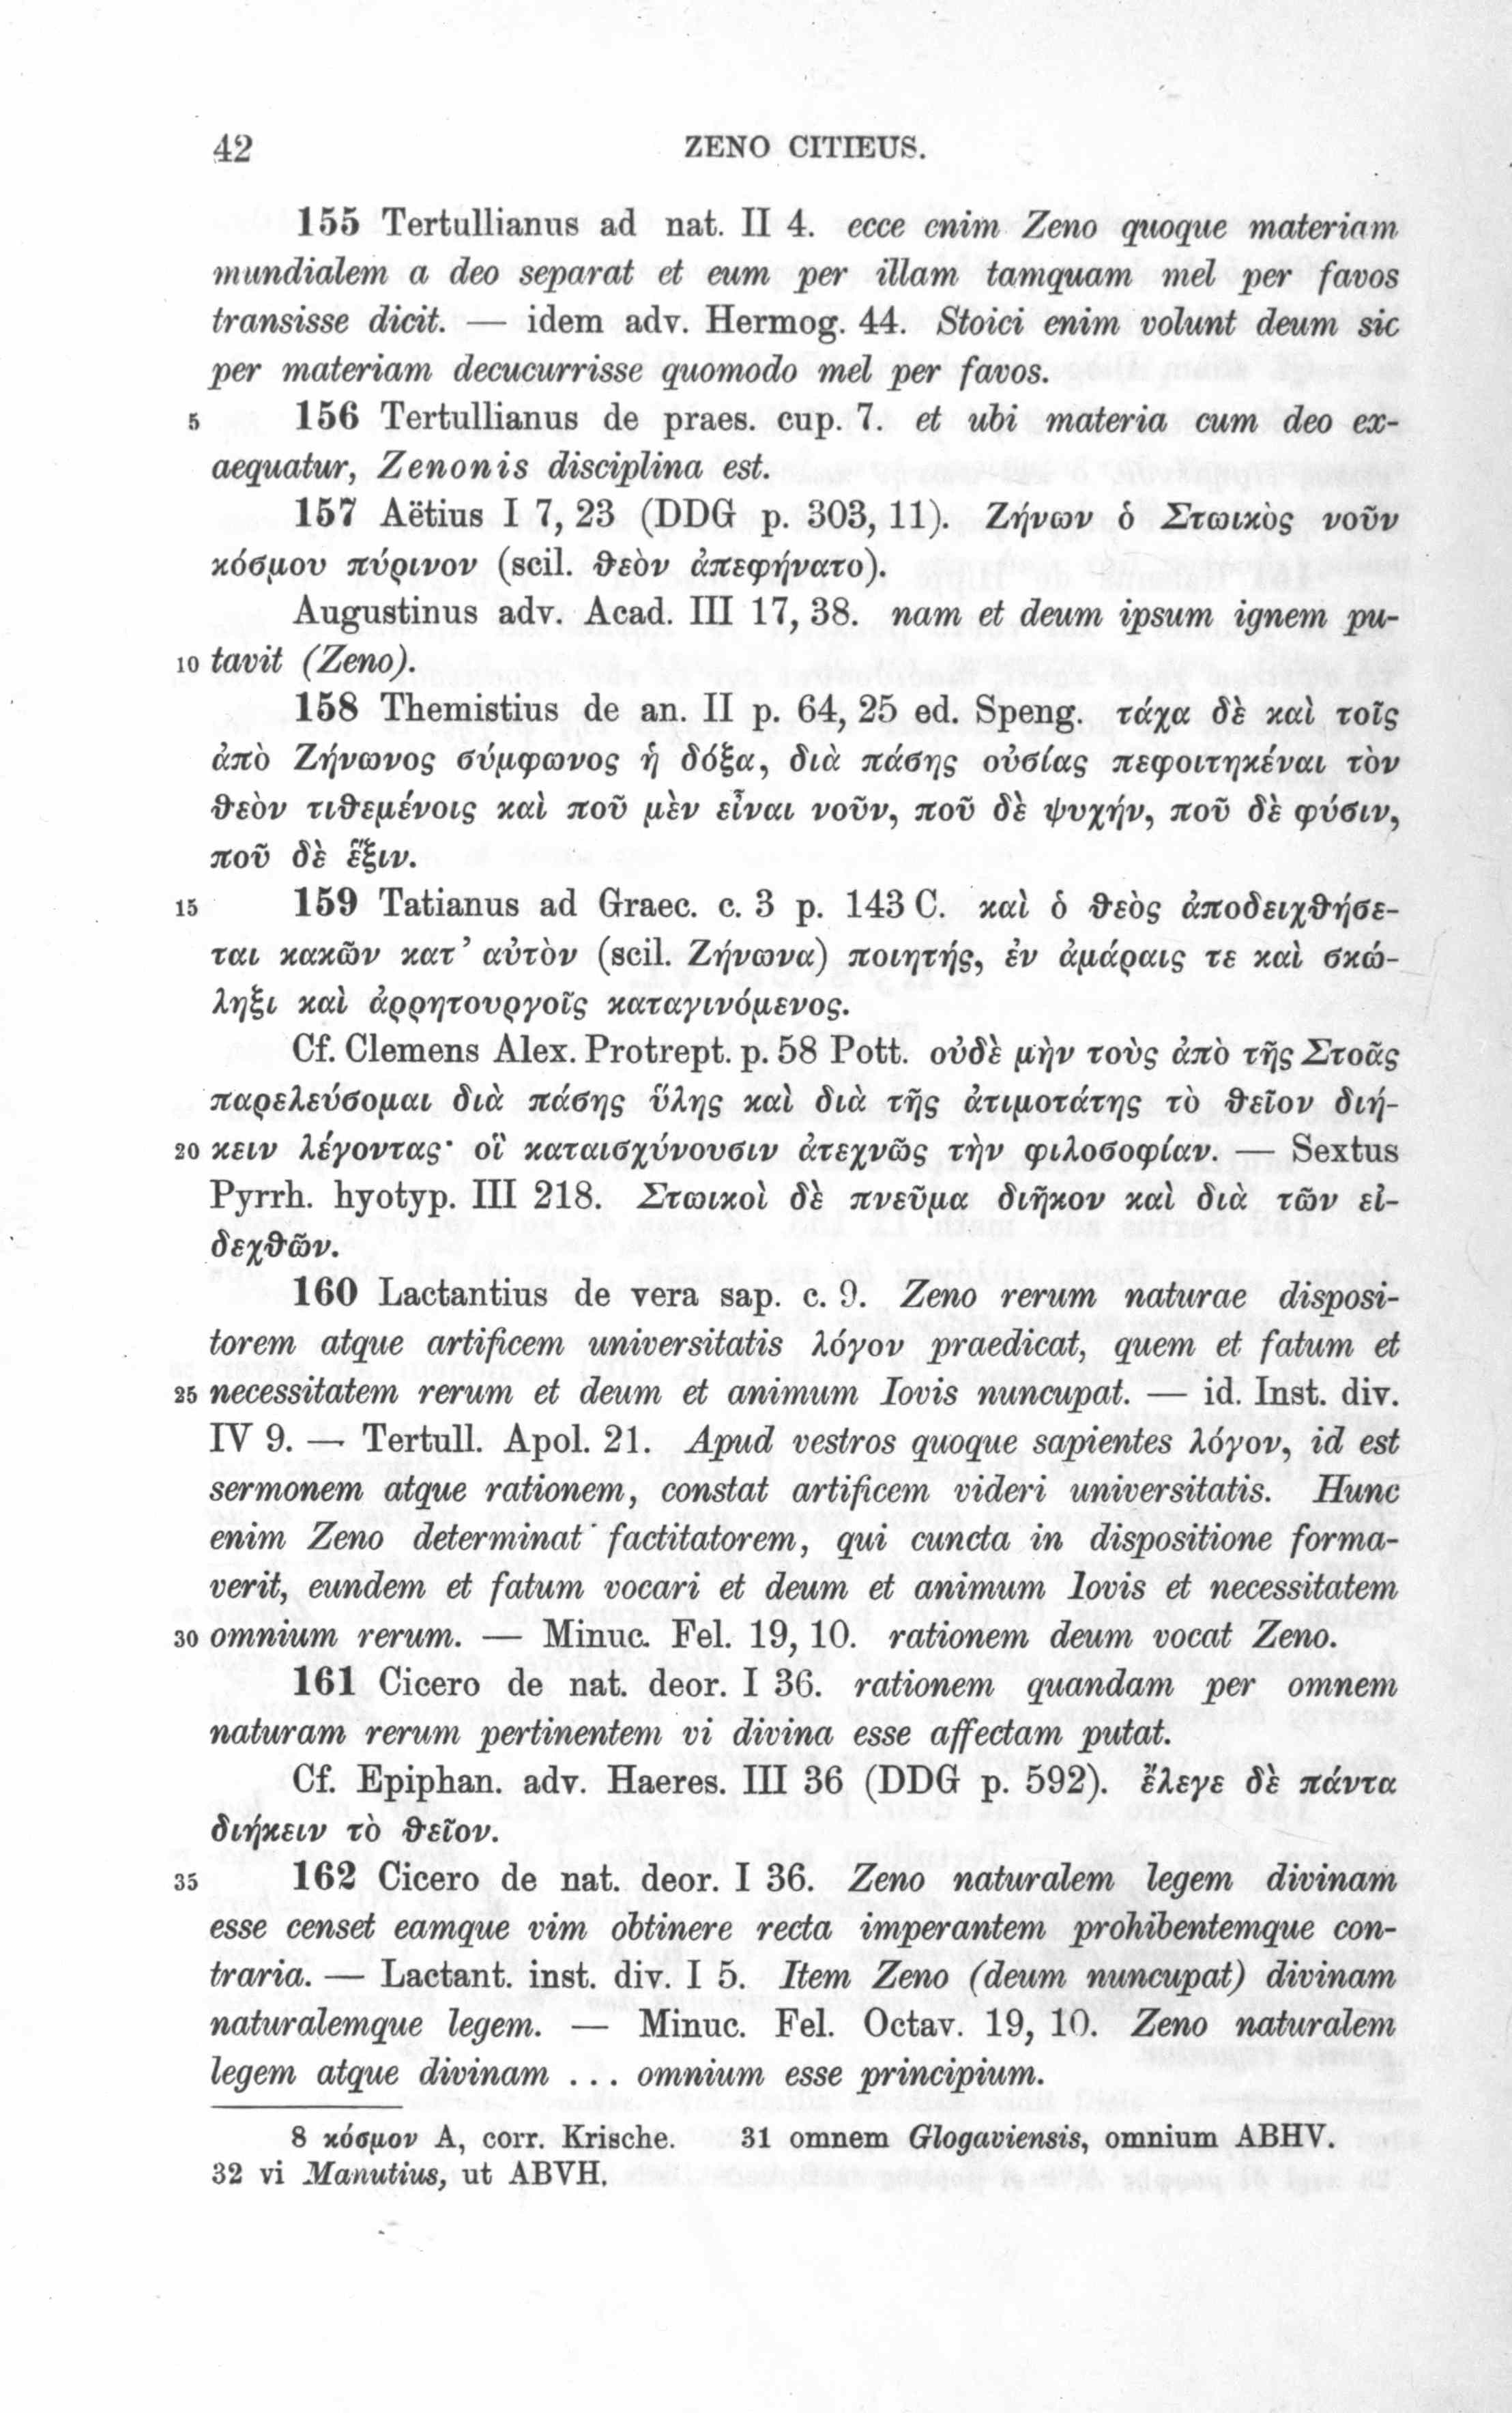 42 ZENO CITIEUS.
155 Tertullianus ad nat. II 4. ecce enim Zeno quoque materiam
mundialem a deo separat et eum per illam tamquam mel per favos
transisse dicit. — idem adv. Hermog. 44. Stoici enim volunt deum sic
per materiam decucurrisse quomodo mel per favos.
5 156 Tertullianus de praes. cup. 7. et ubi materia cum deo ex-
aequatur, Zenonis disciplina est.
157 Aëtius I 7, 23 (DDG p. 303, 11). Ζήνων ὁ Στωικὸς νοῦν
κόσμου πύρινον (scil. θεὸν ἀπεφήνατο).
Augustinus adv. Acad. III 17, 38. nam et deum ipsum ignem pu-
10 tavit (Zeno).
158 Themistius de an. II p. 64, 25 ed. Speng. τάχα δὲ καὶ τοῖς
ἀπὸ Ζήνωνος σύμφωνος ἡ δόξα, διὰ πάσης οὐσίας πεφοιτηκέναι τὸν
θεὸν τιθεμένοις καὶ ποῦ μὲν εἶναι νοῦν, ποῦ δὲ ψυχήν, ποῦ δὲ φύσιν,
ποῦ δὲ ἕξιν.
15 159 Tatianus ad Graec. c. 3 p. 143 C. καὶ ὁ θεὸς ἀποδειχθήσε-
ται κακῶν κατ’ αὐτὸν (scil. Ζήνωνα) ποιητής, ἐν ἀμάραις τε καὶ σκώ-
ληξι καὶ ἀρρητουργοῖς καταγινόμενος.
Cf. Clemens Alex. Protrept. p. 58 Pott. οὐδὲ μὴν τοὺς ἀπὸ τῆς Στοᾶς
παρελεύσομαι διὰ πάσης ὕλης καὶ διὰ τῆς ἀτιμοτάτης τὸ θεῖον διή-
20 κειν λέγοντας· οἳ καταισχύνουσιν ἀτεχνῶς τὴν φιλοσοφίαν. — Sextus
Pyrrh. hyotyp. III 218. Στωικοὶ δὲ πνεῦμα διῆκον καὶ διὰ τῶν εἰ-
δεχθῶν.
160 Lactantius de vera sap. c. 9. Zeno rerum naturae disposi-
torem atque artificem universitatis λόγον praedicat, quem et fatum et
25 necessitatem rerum et deum et animum Iovis nuncupat. — id. Inst. div.
IV 9. — Tertull. Apol. 21. Apud vestros quoque sapientes λόγον, id est
sermonem atque rationem, constat artificem videri universitatis. Hunc
enim Zeno determinat factitatorem, qui cuncta in dispositione forma-
verit, eundem et fatum vocari et deum et animum Iovis et necessitatem
30 omnium rerum. — Minuc. Fel. 19, 10. rationem deum vocat Zeno.
161 Cicero de nat. deor. I 36. rationem quandam per omnem
naturam rerum pertinentem vi divina esse affectam putat.
Cf. Epiphan. adv. Haeres. III 36 (DDG p. 592). ἔλεγε δὲ πάντα
διήκειν τὸ θεῖον.
35 162 Cicero de nat. deor. I 36. Zeno naturalem legem divinam
esse censet eamque vim obtinere recta imperantem prohibentemque con-
traria. — Lactant. inst. div. I 5. Item Zeno (deum nuncupat) divinam
naturalemque legem. — Minuc. Fel. Octav. 19, 10. Zeno naturalem
legem atque divinam ... omnium esse principium.
8 κόσμον A, corr. Krische. 31 omnem Glogaviensis, omnium ABHV.
32 vi Manutius, ut ABVH.